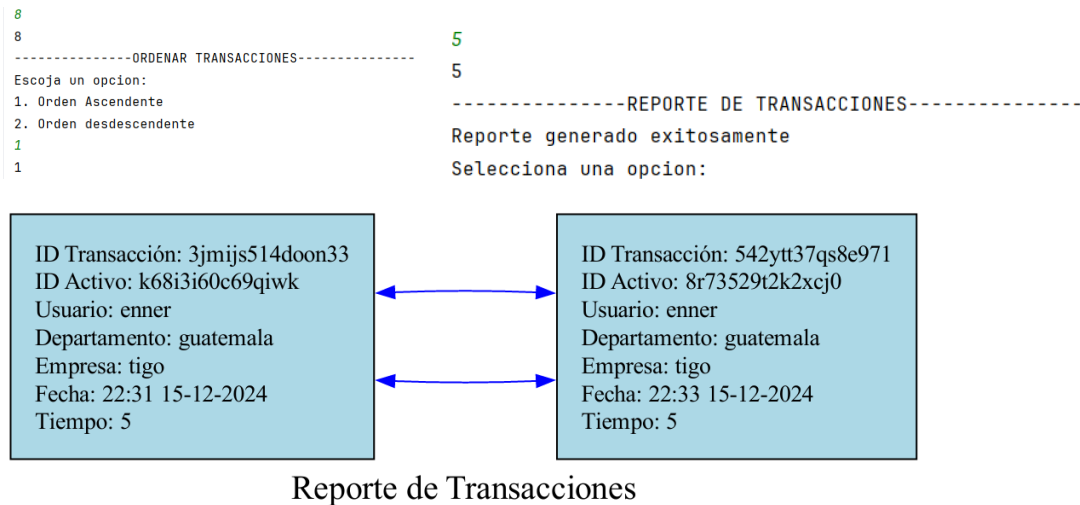 8
8
---------------ORDENAR TRANSACCIONES---------------
Escoja un opcion:
1. Orden Ascendente
2. Orden desdescendente
1
1
5
5
---------------REPORTE DE TRANSACCIONES---------------
Reporte generado exitosamente
Selecciona una opcion:
ID Transacción: 3jmijs514doon33
ID Activo: k68i3i60c69qiwk
Usuario: enner
Departamento: guatemala
Empresa: tigo
Fecha: 22:31 15-12-2024
Tiempo: 5
ID Transacción: 542ytt37qs8e971
ID Activo: 8r73529t2k2xcj0
Usuario: enner
Departamento: guatemala
Empresa: tigo
Fecha: 22:33 15-12-2024
Tiempo: 5
Reporte de Transacciones